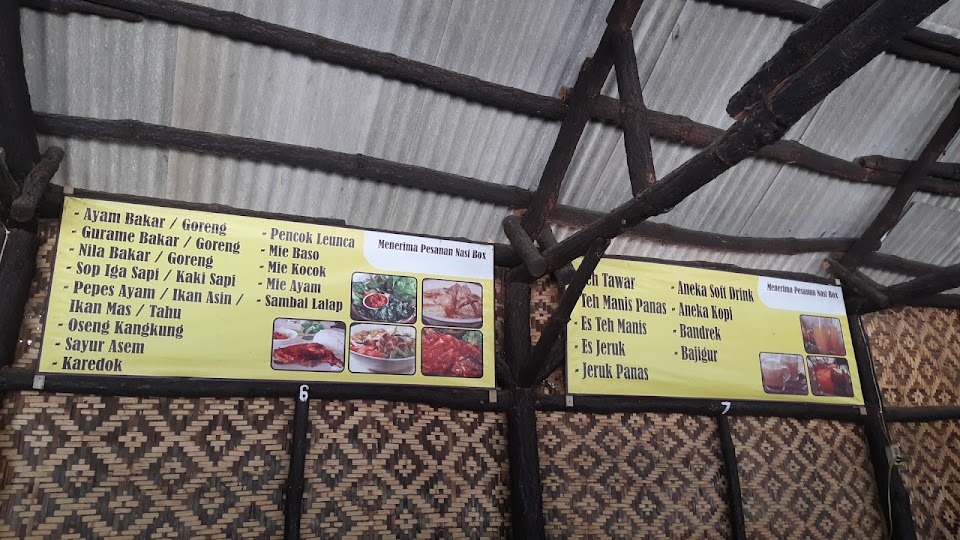 - Ayam Bakar / Goreng
- Gurame Bakar / Goreng
- Nila Bakar / Goreng
- Sop Iga Sapi / Kaki Sapi
- Pepes Ayam / Ikan Asin /
Ikan Mas / Tahu
- Oseng Kangkung
- Sayur Asem
- Karedok
- Pencok Leunca
- Mie Baso
- Mie Kocok
- Mie Ayam
- Sambal Lalap
Menerima Pesanan Nasi Box
Teh Tawar
Teh Manis Panas
- Es Teh Manis
- Es Jeruk
- Jeruk Panas
- Aneka Soft Drink
- Aneka Kopi
- Bandrek
- Bajigur
Menerima Pesanan Nasi Box
6
7